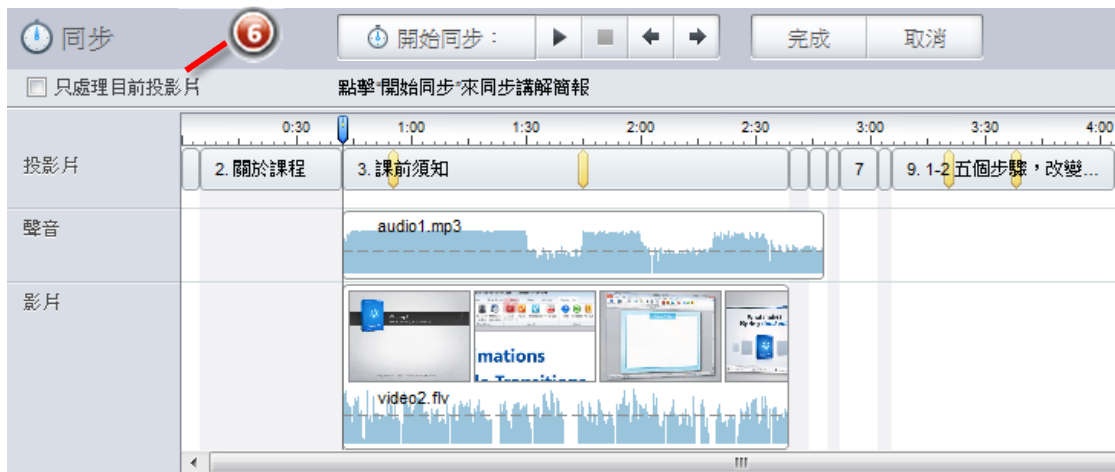 同步
6
開始同步：
完成
取消
只處理目前投影片
點擊"開始同步"來同步講解簡報
0:30 1:00 1:30 2:00 2:30 3:00 3:30 4:00
投影片
2. 關於課程
3. 課前須知
7
9. 1-2 五個步驟，改變...
聲音
audio1.mp3
影片
mations
video2.flv